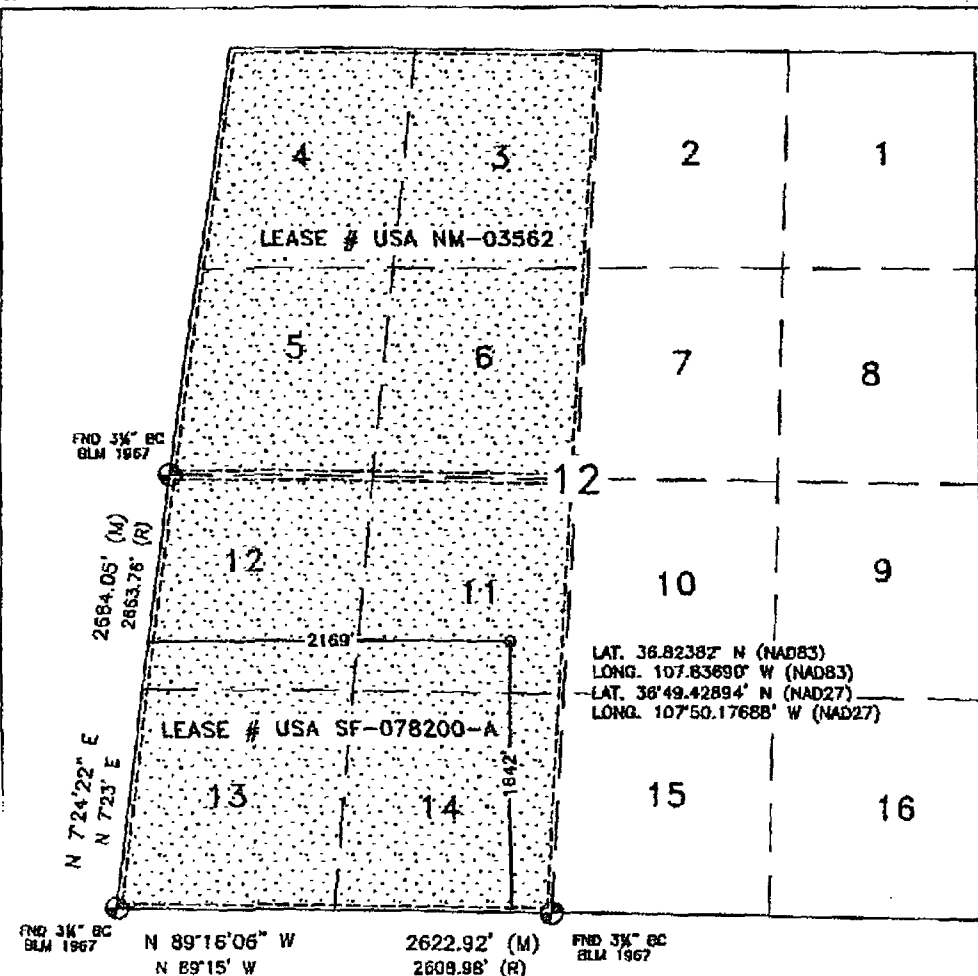 4
3
2
1
LEASE # USA NM-03562
5
6
7
8
FND 3¼" BC
BLM 1967
12
2684.05' (M)
2663.76' (R)
12
11
10
9
2169'
LAT. 36.82382° N (NAD83)
LONG. 107.83690° W (NAD83)
LAT. 36°49.42894' N (NAD27)
LONG. 107°50.17688' W (NAD27)
LEASE # USA SF-078200-A
1842'
N 7°24'22" E
N 7°23' E
13
14
15
16
FND 3¼" BC
BLM 1967
N 89°16'06" W
N 89°15' W
2622.92' (M)
2608.98' (R)
FND 3¼" BC
BLM 1967